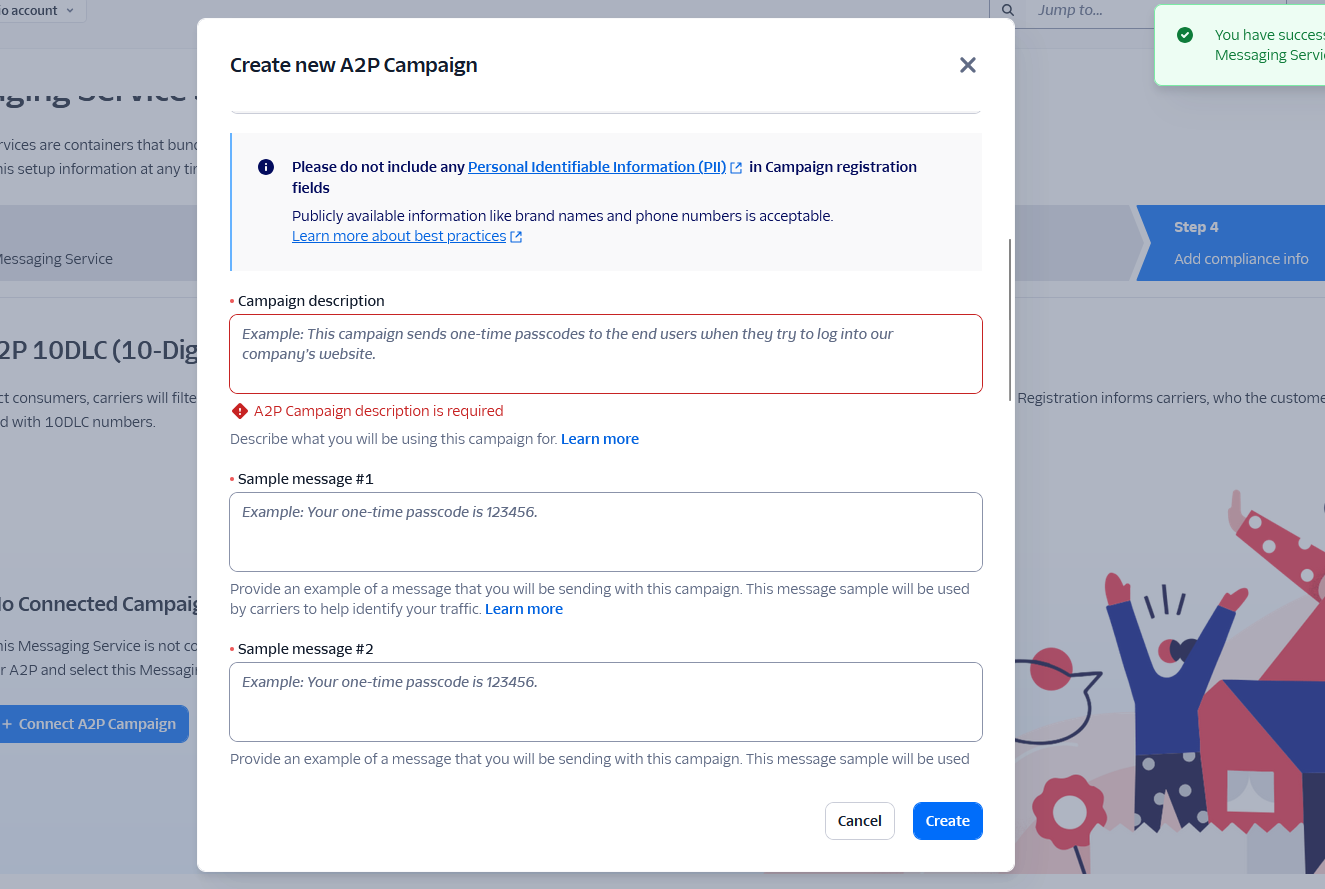 io account
Jump to...
You have success
Messaging Servi
Create new A2P Campaign
rvices are containers that bun
his setup information at any tir
Please do not include any Personal Identifiable Information (PII) in Campaign registration
fields
Publicly available information like brand names and phone numbers is acceptable.
Learn more about best practices
Messaging Service
Step 4
Add compliance info
2P 10DLC (10-Dig
ct consumers, carriers will filte
d with 10DLC numbers.
Registration informs carriers, who the custome
* Campaign description
Example: This campaign sends one-time passcodes to the end users when they try to log into our
company's website.
A2P Campaign description is required
Describe what you will be using this campaign for. Learn more
* Sample message #1
Example: Your one-time passcode is 123456.
Provide an example of a message that you will be sending with this campaign. This message sample will be used
by carriers to help identify your traffic. Learn more
No Connected Campaig
his Messaging Service is not co
r A2P and select this Messagin
+ Connect A2P Campaign
* Sample message #2
Example: Your one-time passcode is 123456.
Provide an example of a message that you will be sending with this campaign. This message sample will be used
Cancel
Create